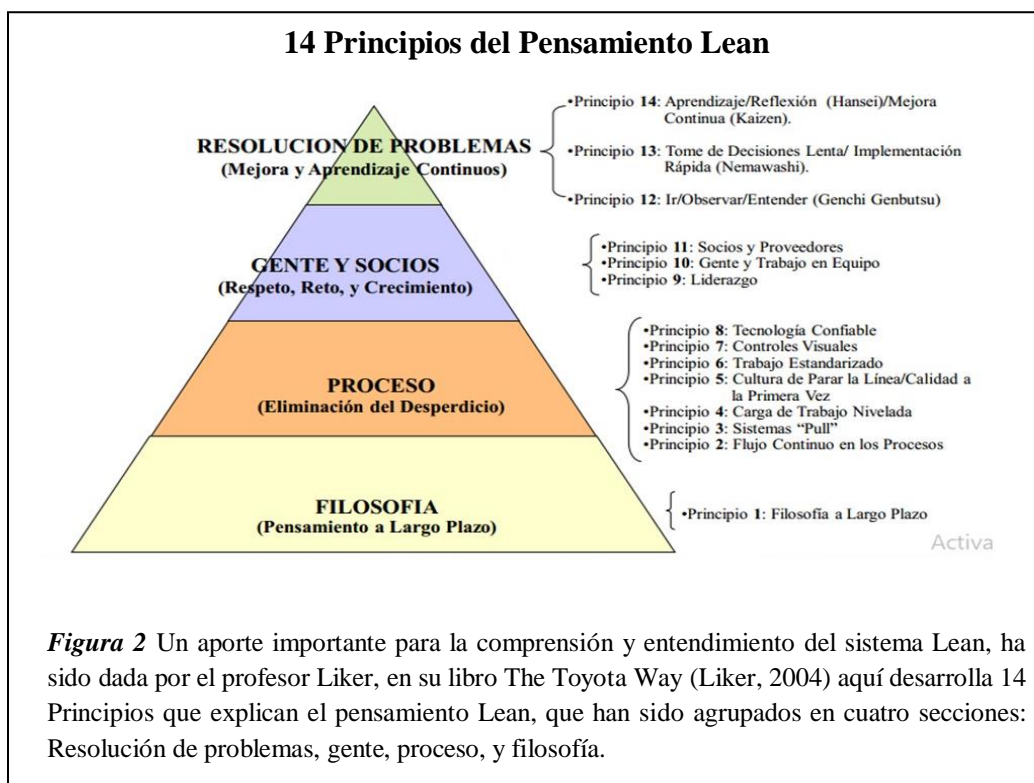 14 Principios del Pensamiento Lean
RESOLUCION DE PROBLEMAS
(Mejora y Aprendizaje Continuos)
•Principio 14: Aprendizaje/Reflexión (Hansei)/Mejora
Continua (Kaizen).
•Principio 13: Tome de Decisiones Lenta/ Implementación
Rápida (Nemawashi).
•Principio 12: Ir/Observar/Entender (Genchi Genbutsu)
GENTE Y SOCIOS
(Respeto, Reto, y Crecimiento)
•Principio 11: Socios y Proveedores
•Principio 10: Gente y Trabajo en Equipo
•Principio 9: Liderazgo
PROCESO
(Eliminación del Desperdicio)
•Principio 8: Tecnología Confiable
•Principio 7: Controles Visuales
•Principio 6: Trabajo Estandarizado
•Principio 5: Cultura de Parar la Línea/Calidad a
la Primera Vez
•Principio 4: Carga de Trabajo Nivelada
•Principio 3: Sistemas “Pull”
•Principio 2: Flujo Continuo en los Procesos
FILOSOFIA
(Pensamiento a Largo Plazo)
•Principio 1: Filosofía a Largo Plazo
Activa
Figura 2 Un aporte importante para la comprensión y entendimiento del sistema Lean, ha
sido dada por el profesor Liker, en su libro The Toyota Way (Liker, 2004) aquí desarrolla 14
Principios que explican el pensamiento Lean, que han sido agrupados en cuatro secciones:
Resolución de problemas, gente, proceso, y filosofía.